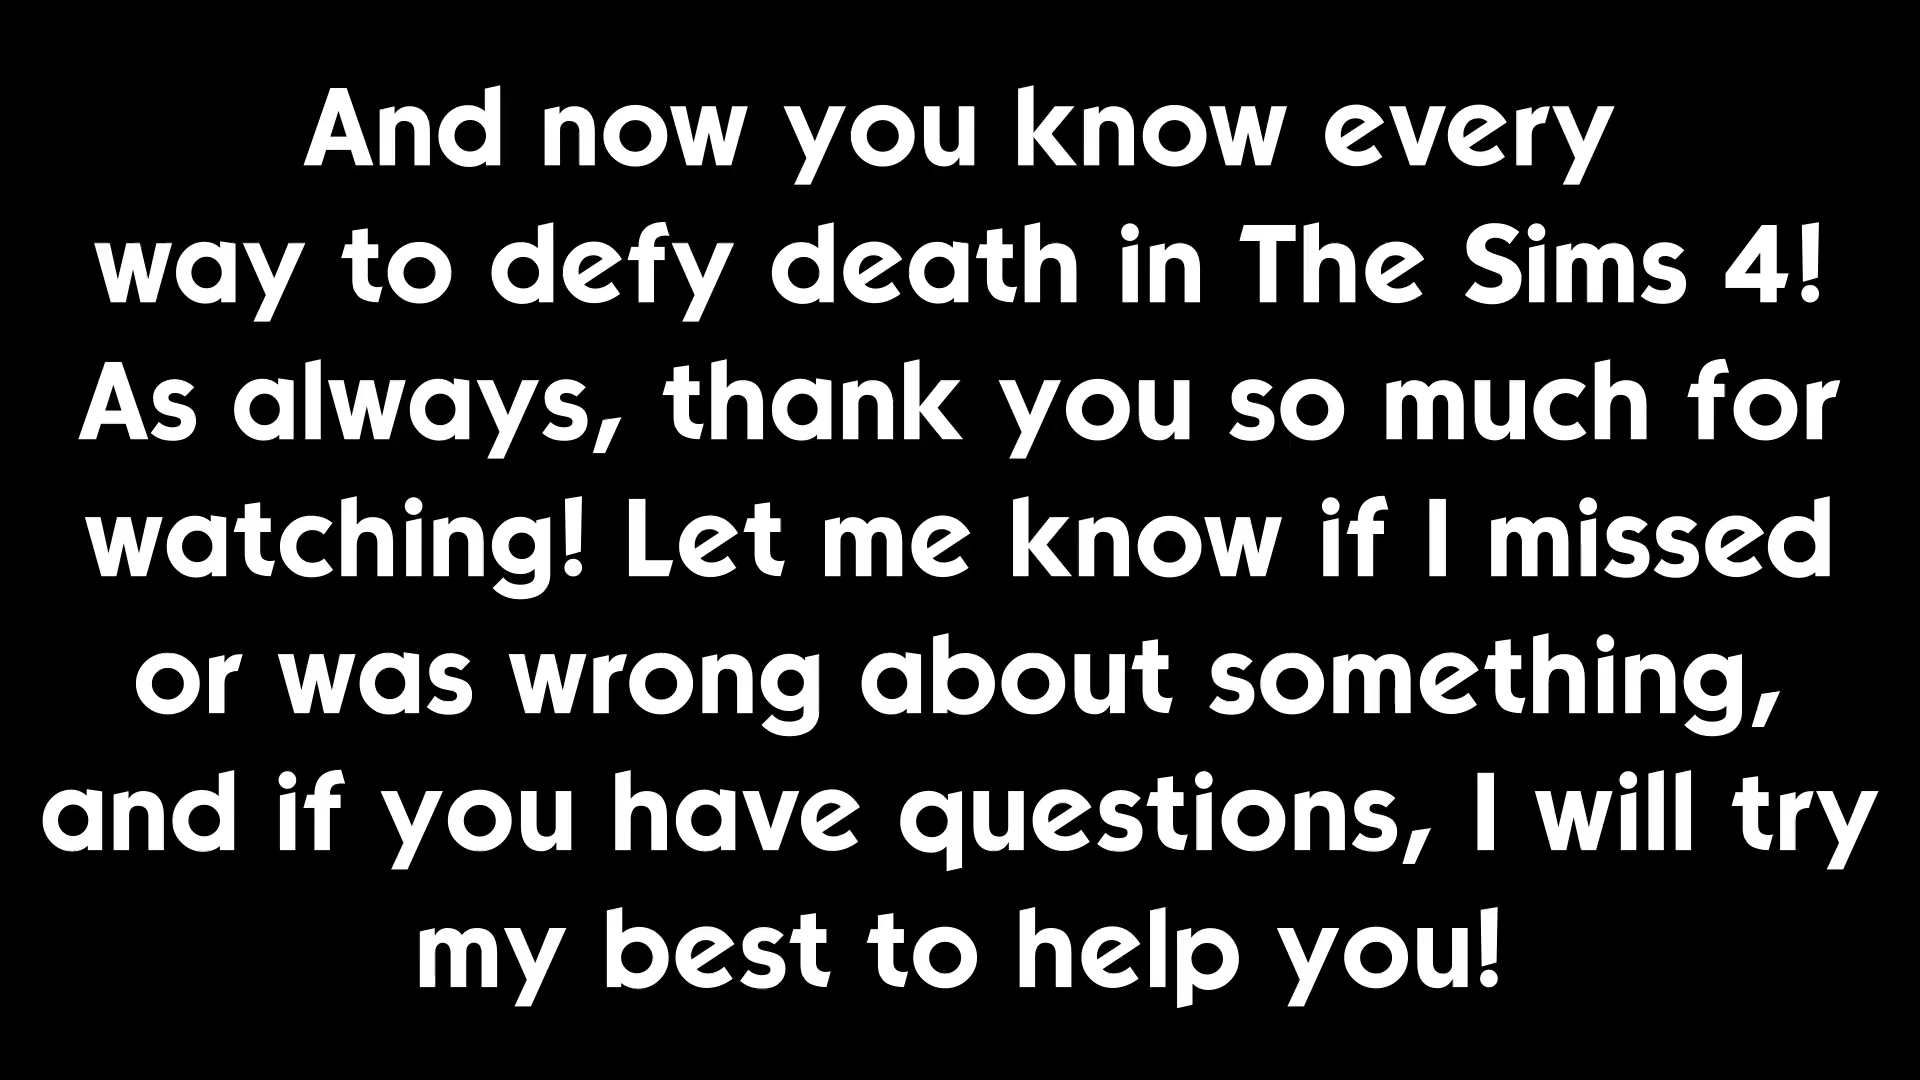 And now you know every
way to defy death in The Sims 4!
As always, thank you so much for
watching! Let me know if I missed
or was wrong about something,
and if you have questions, I will try
my best to help you!